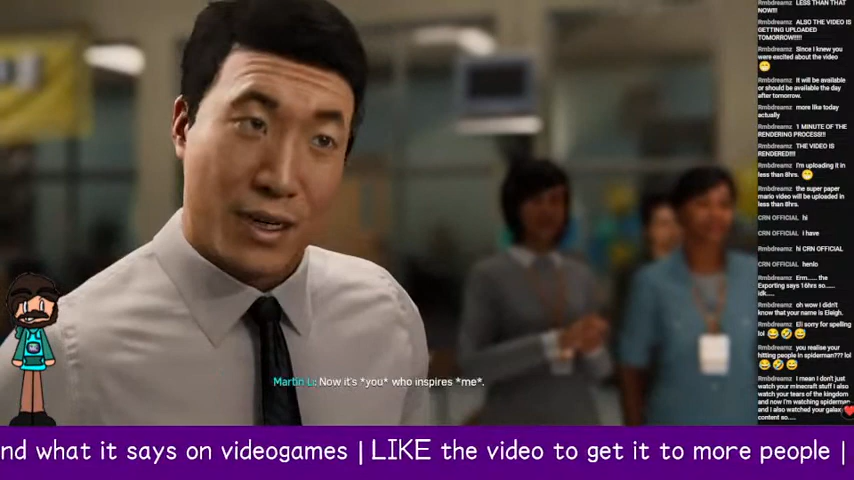 Martin Li: Now it's *you* who inspires *me*.
LESS THAN THAT
NOW!!!
Rmbdreamz ALSO THE VIDEO IS
GETTING UPLOADED
TOMORROW!!!!!
Rmbdreamz Since I knew you
were excited about the video
😁
Rmbdreamz It will be available
or should be available the day
after tomorrow.
Rmbdreamz more like today
actually
Rmbdreamz 1 MINUTE OF THE
RENDERING PROCESS!!!
Rmbdreamz THE VIDEO IS
RENDERED!!!!
Rmbdreamz I'm uploading it in
less than 8hrs. 😁
Rmbdreamz the super paper
mario video will be uploaded in
less than 8hrs.
CRN OFFICIAL hi
CRN OFFICIAL i have
Rmbdreamz hi CRN OFFICIAL
CRN OFFICIAL henlo
Rmbdreamz Erm...... the
Exporting says 16hrs so......
idk.....
Rmbdreamz oh wow I didn't
know that your name is Eleigh.
Rmbdreamz Eli sorry for spelling
lol 😂🤣😅
Rmbdreamz you realise your
hitting people in spiderman??? lol
😂🤣😅
Rmbdreamz I mean I don't just
watch your minecraft stuff I also
watch your tears of the kingdom
and now I'm watching spiderman
and I also watched your galax
content so.....
nd what it says on videogames | LIKE the video to get it to more people |